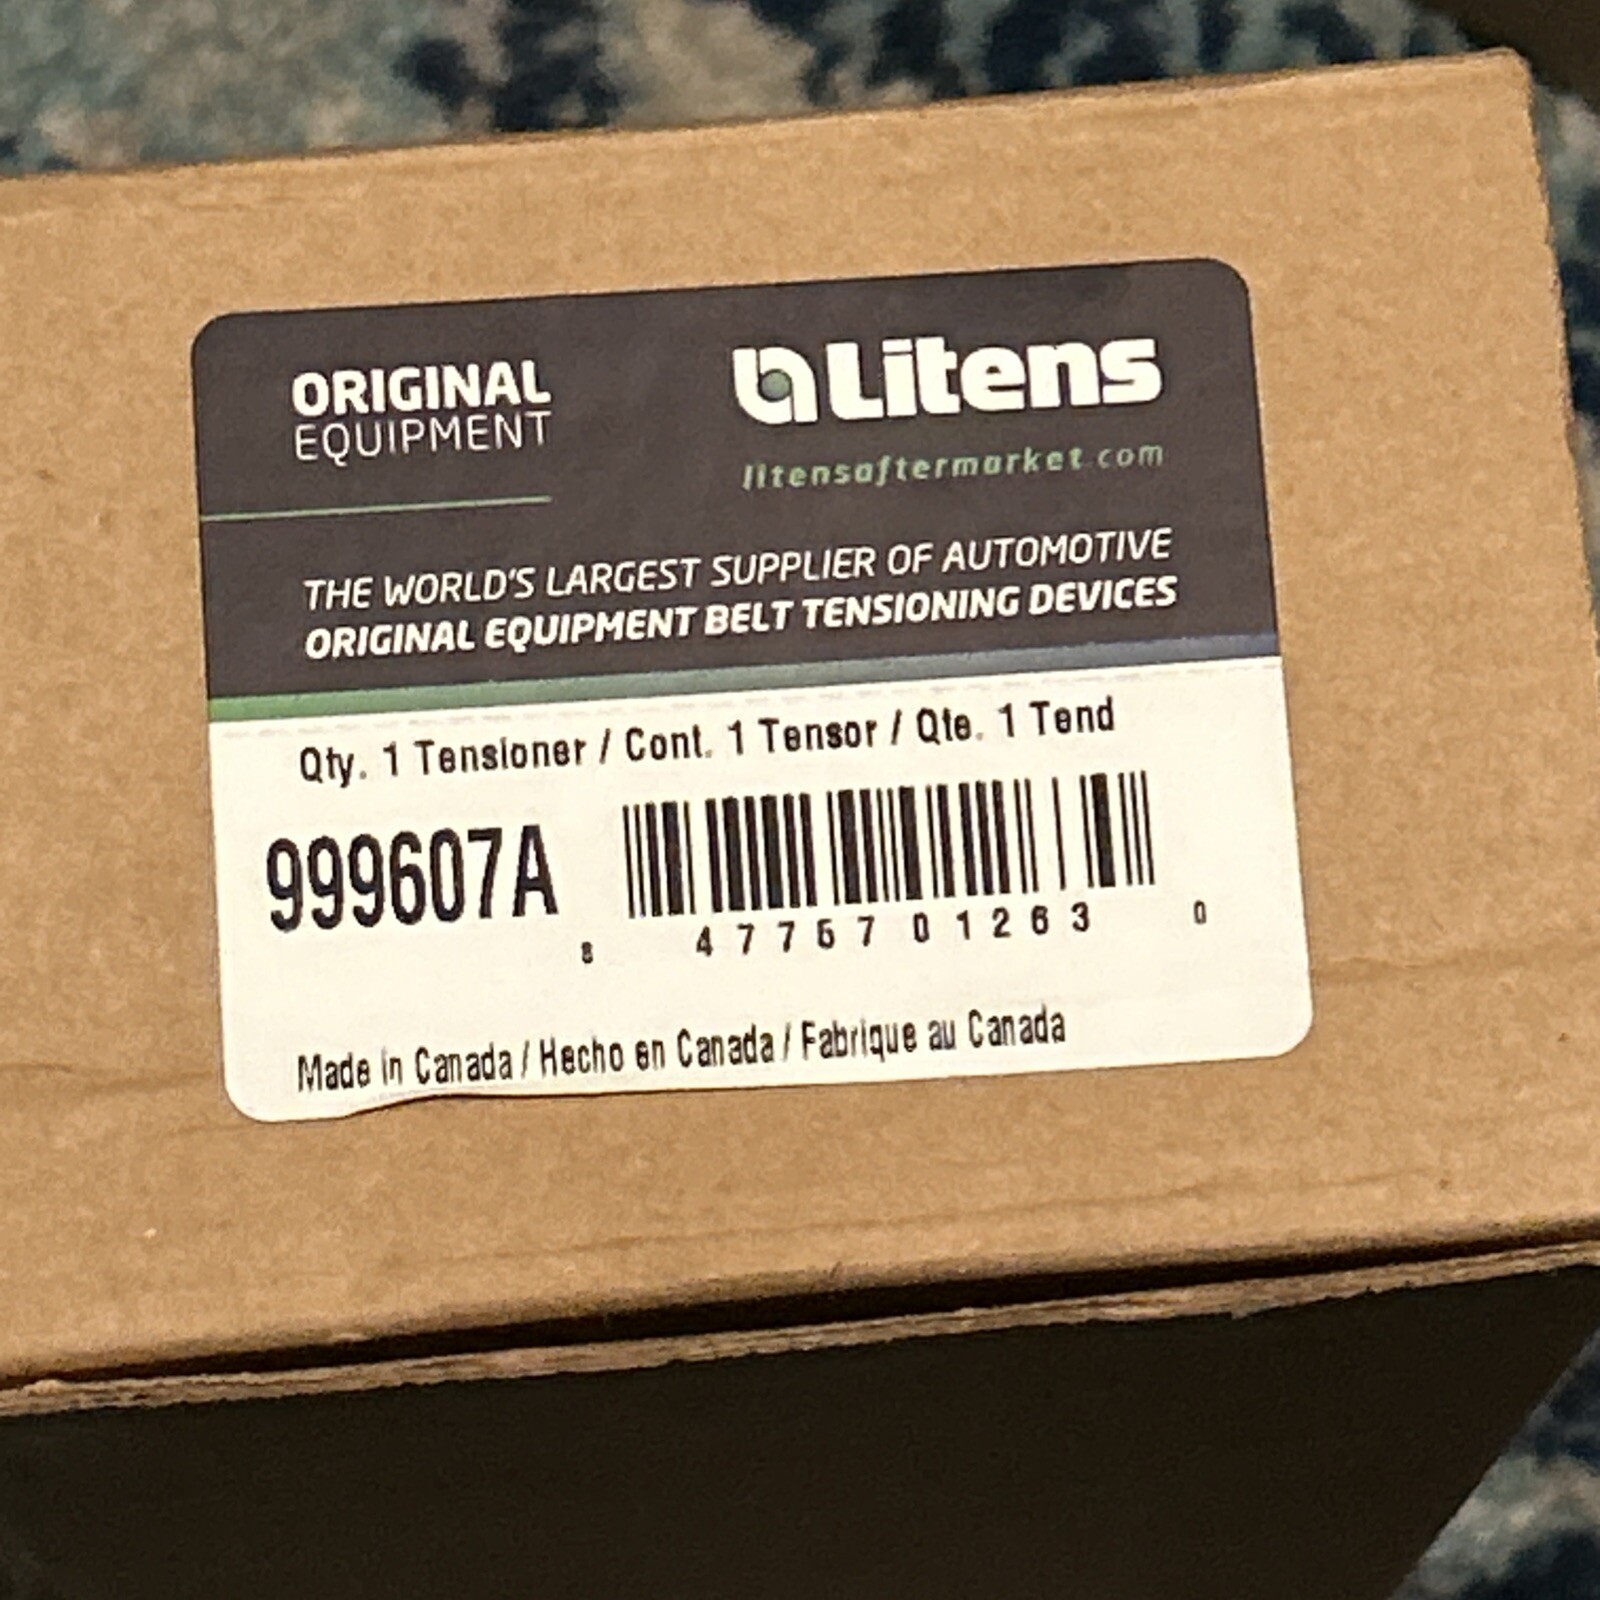 ORIGINAL
EQUIPMENT
Litens
litensaftermarket.com
THE WORLD'S LARGEST SUPPLIER OF AUTOMOTIVE
ORIGINAL EQUIPMENT BELT TENSIONING DEVICES
Qty. 1 Tensioner / Cont. 1 Tensor / Qte. 1 Tend
999607A
8 47767 01263 0
Made in Canada / Hecho en Canada / Fabrique au Canada